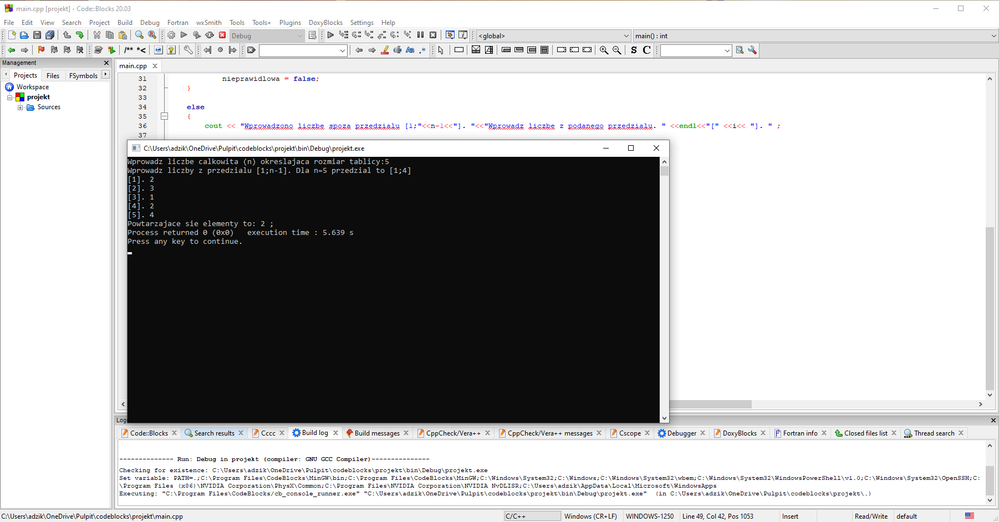 main.cpp [projekt] - Code::Blocks 20.03
File Edit View Search Project Build Debug Fortran wxSmith Tools Tools+ Plugins DoxyBlocks Settings Help
Debug
<global>
main() : int
/** *<
Aa .*
S C
Management
main.cpp
Projects Files FSymbols
Workspace
projekt
Sources
31 nieprawidlowa = false;
32 }
33
34 else
35 {
36 cout << "Wprowadzono liczbe spoza przedzialu [1;"<<n-1<<"]. "<<"Wprowadz liczbe z podanego przedzialu. " <<endl<<"[" <<i<< "]. " ;
37
C:\Users\adzik\OneDrive\Pulpit\codeblocks\projekt\bin\Debug\projekt.exe
Wprowadz liczbe calkowita (n) okreslajaca rozmiar tablicy:5
Wprowadz liczby z przedzialu [1;n-1]. Dla n=5 przedzial to [1;4]
[1]. 2
[2]. 3
[3]. 1
[4]. 2
[5]. 4
Powtarzajace sie elementy to: 2 ;
Process returned 0 (0x0)   execution time : 5.639 s
Press any key to continue.
Logs
Code::Blocks Search results Cccc Build log Build messages CppCheck/Vera++ CppCheck/Vera++ messages Cscope Debugger DoxyBlocks Fortran info Closed files list Thread search
-------------- Run: Debug in projekt (compiler: GNU GCC Compiler)---------------
Checking for existence: C:\Users\adzik\OneDrive\Pulpit\codeblocks\projekt\bin\Debug\projekt.exe
Set variable: PATH=.;C:\Program Files\CodeBlocks\MinGW\bin;C:\Program Files\CodeBlocks\MinGW;C:\Windows\System32;C:\Windows;C:\Windows\System32\wbem;C:\Windows\System32\WindowsPowerShell\v1.0;C:\Windows\System32\OpenSSH;C:
\Program Files (x86)\NVIDIA Corporation\PhysX\Common;C:\Program Files\NVIDIA Corporation\NVIDIA NvDLISR;C:\Users\adzik\AppData\Local\Microsoft\WindowsApps
Executing: "C:\Program Files\CodeBlocks/cb_console_runner.exe" "C:\Users\adzik\OneDrive\Pulpit\codeblocks\projekt\bin\Debug\projekt.exe"  (in C:\Users\adzik\OneDrive\Pulpit\codeblocks\projekt\.)
C:\Users\adzik\OneDrive\Pulpit\codeblocks\projekt\main.cpp C/C++ Windows (CR+LF) WINDOWS-1250 Line 49, Col 42, Pos 1053 Insert Read/Write default